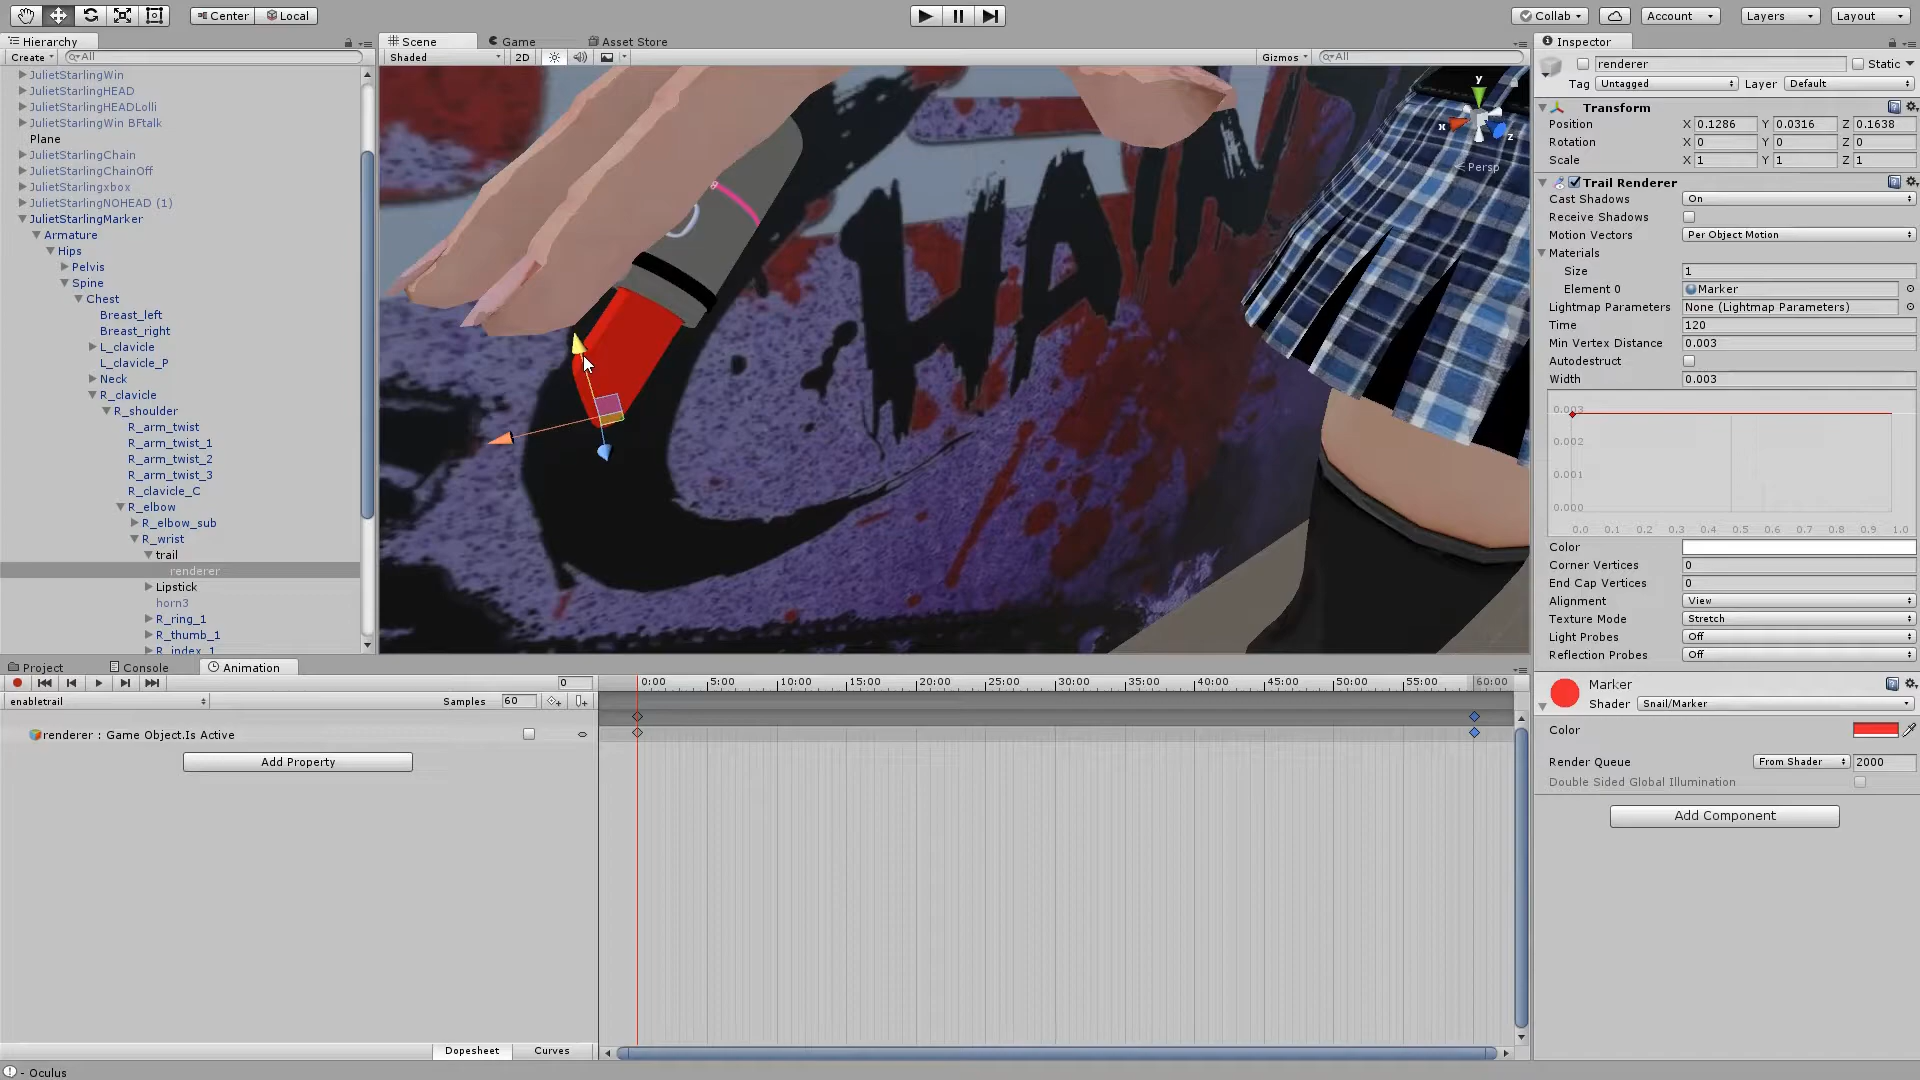 Center Local
Collab Account Layers Layout
Hierarchy
Create All
JulietStarlingWin
JulietStarlingHEAD
JulietStarlingHEADLolli
JulietStarlingWin BFtalk
Plane
JulietStarlingChain
JulietStarlingChainOff
JulietStarlingxbox
JulietStarlingNOHEAD (1)
JulietStarlingMarker
Armature
Hips
Pelvis
Spine
Chest
Breast_left
Breast_right
L_clavicle
L_clavicle_P
Neck
R_clavicle
R_shoulder
R_arm_twist
R_arm_twist_1
R_arm_twist_2
R_arm_twist_3
R_clavicle_C
R_elbow
R_elbow_sub
R_wrist
trail
renderer
Lipstick
horn3
R_ring_1
R_thumb_1
R_index_1
Scene Game Asset Store
Shaded 2D Gizmos All
y
x z
Persp
Inspector
renderer Static
Tag Untagged Layer Default
Transform
Position X 0.1286 Y 0.0316 Z 0.1638
Rotation X 0 Y 0 Z 0
Scale X 1 Y 1 Z 1
Trail Renderer
Cast Shadows On
Receive Shadows
Motion Vectors Per Object Motion
Materials
Size 1
Element 0 Marker
Lightmap Parameters None (Lightmap Parameters)
Time 120
Min Vertex Distance 0.003
Autodestruct
Width 0.003
0.003
0.002
0.001
0.000
0.0 0.1 0.2 0.3 0.4 0.5 0.6 0.7 0.8 0.9 1.0
Color
Corner Vertices 0
End Cap Vertices 0
Alignment View
Texture Mode Stretch
Light Probes Off
Reflection Probes Off
Marker
Shader Snail/Marker
Color
Render Queue From Shader 2000
Double Sided Global Illumination
Add Component
Project Console Animation
0 0:00 5:00 10:00 15:00 20:00 25:00 30:00 35:00 40:00 45:00 50:00 55:00 60:00
enabletrail Samples 60
renderer : Game Object.Is Active
Add Property
Dopesheet Curves
- Oculus